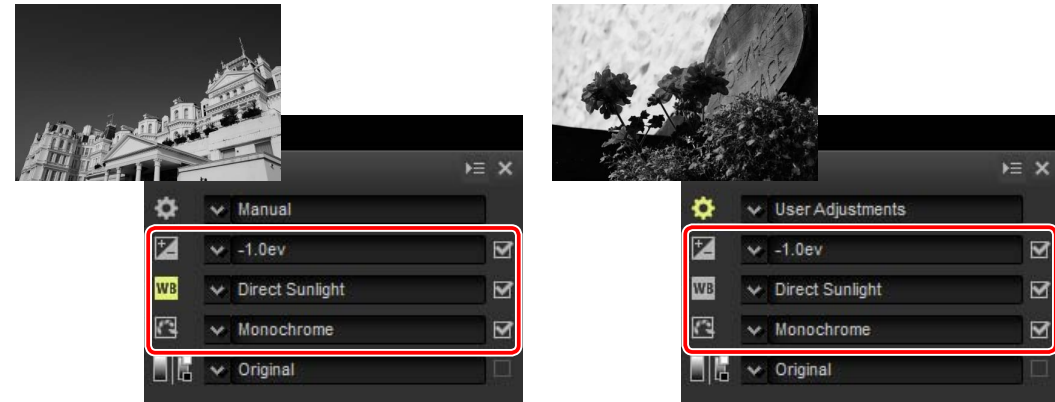 Manual
-1.0ev
WB
Direct Sunlight
Monochrome
Original
User Adjustments
-1.0ev
WB
Direct Sunlight
Monochrome
Original